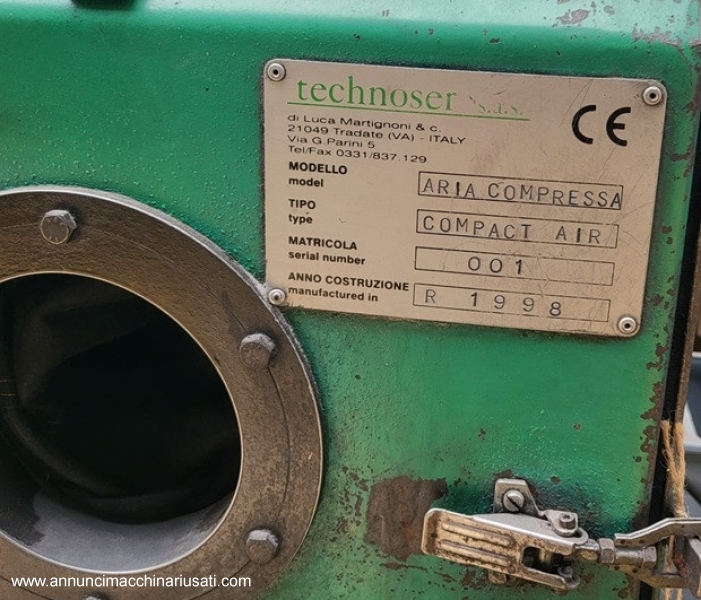 technoser s.a.s.
CE
di Luca Martignoni & c.
21049 Tradate (VA) - ITALY
Via G.Parini 5
Tel/Fax 0331/837.129
MODELLO
model
ARIA COMPRESSA
TIPO
type
COMPACT AIR
MATRICOLA
serial number
001
ANNO COSTRUZIONE
manufactured in
R 1998
www.annuncimacchinariusati.com